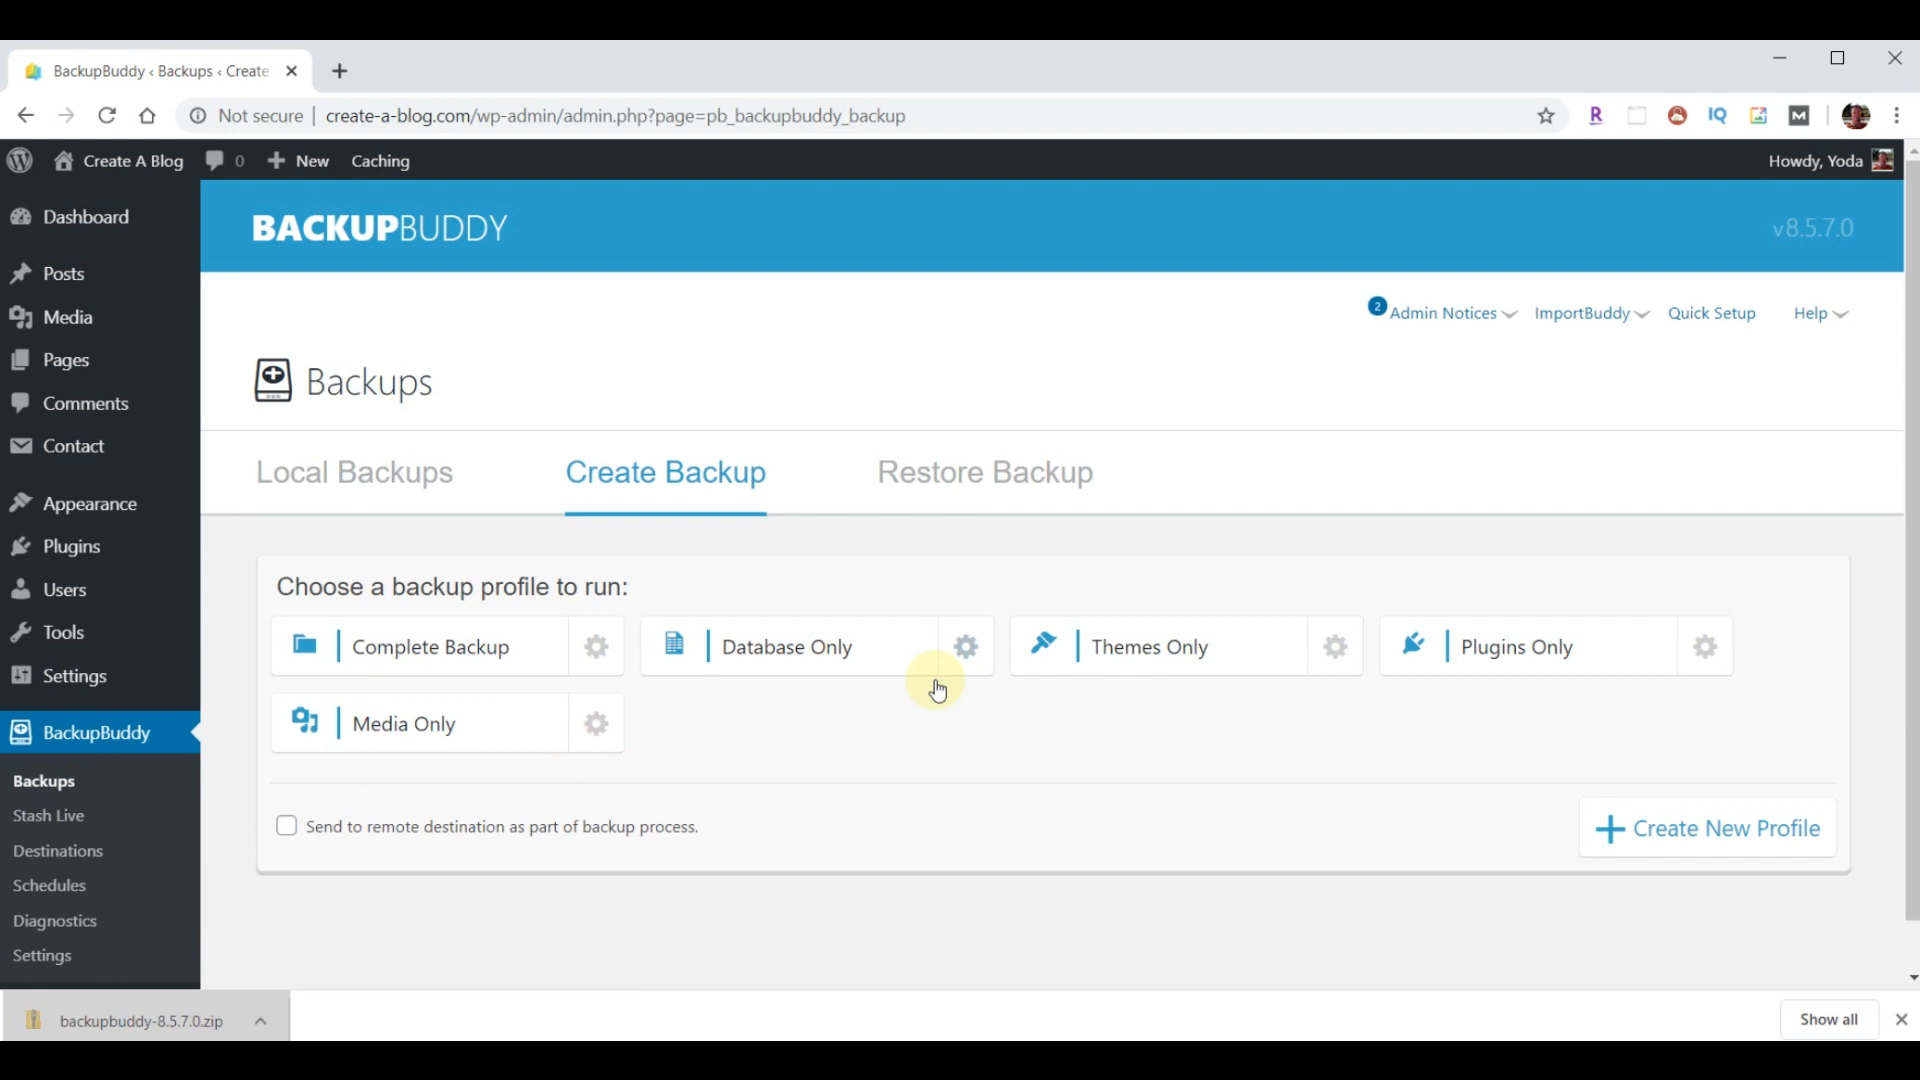 BackupBuddy ‹ Backups ‹ Create
Not secure | create-a-blog.com/wp-admin/admin.php?page=pb_backupbuddy_backup
R
IQ
M
Create A Blog
0
New
Caching
Howdy, Yoda
Dashboard
Posts
Media
Pages
Comments
Contact
Appearance
Plugins
Users
Tools
Settings
BackupBuddy
Backups
Stash Live
Destinations
Schedules
Diagnostics
Settings
BACKUPBUDDY
v8.5.7.0
2 Admin Notices
ImportBuddy
Quick Setup
Help
Backups
Local Backups
Create Backup
Restore Backup
Choose a backup profile to run:
Complete Backup
Database Only
Themes Only
Plugins Only
Media Only
Send to remote destination as part of backup process.
Create New Profile
backupbuddy-8.5.7.0.zip
Show all